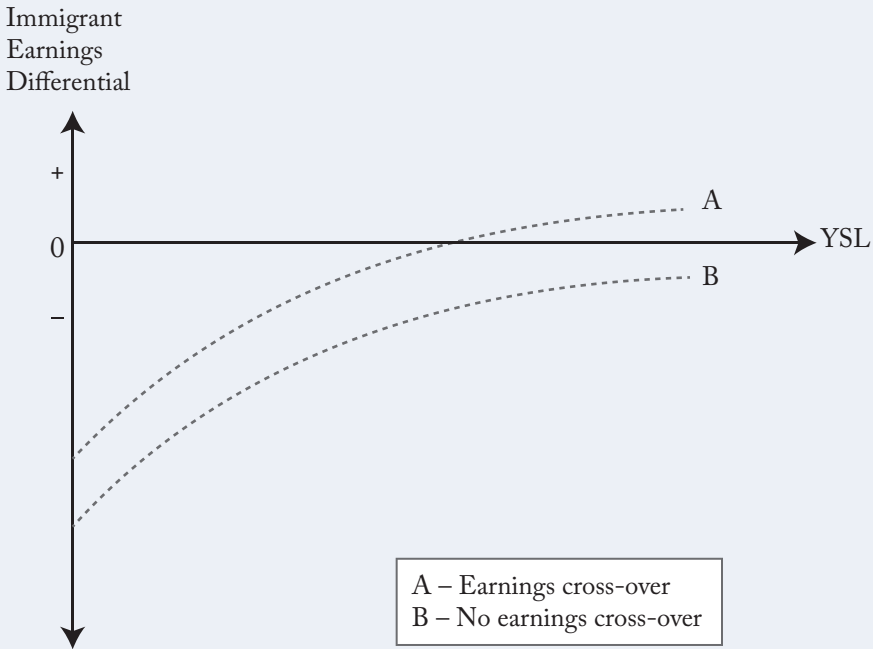 Immigrant
Earnings
Differential
+
0
–
A
YSL
B
A – Earnings cross-over
B – No earnings cross-over